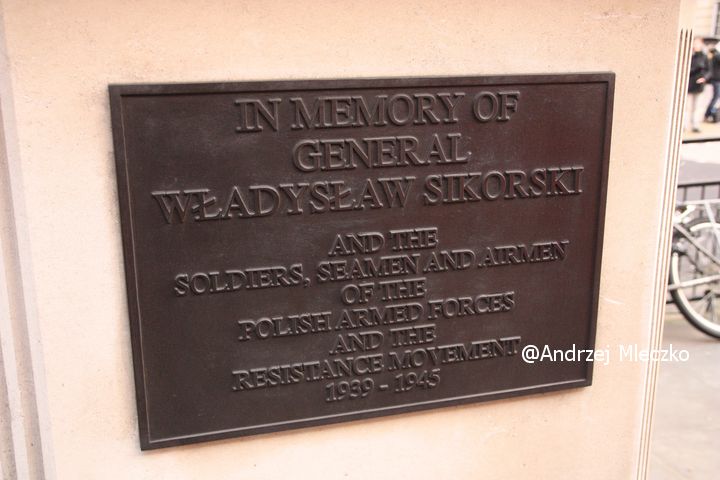 IN MEMORY OF
GENERAL
WŁADYSŁAW SIKORSKI
AND THE
SOLDIERS, SEAMEN AND AIRMEN
OF THE
POLISH ARMED FORCES
AND THE
RESISTANCE MOVEMENT
1939 - 1945
@Andrzej Mleczko